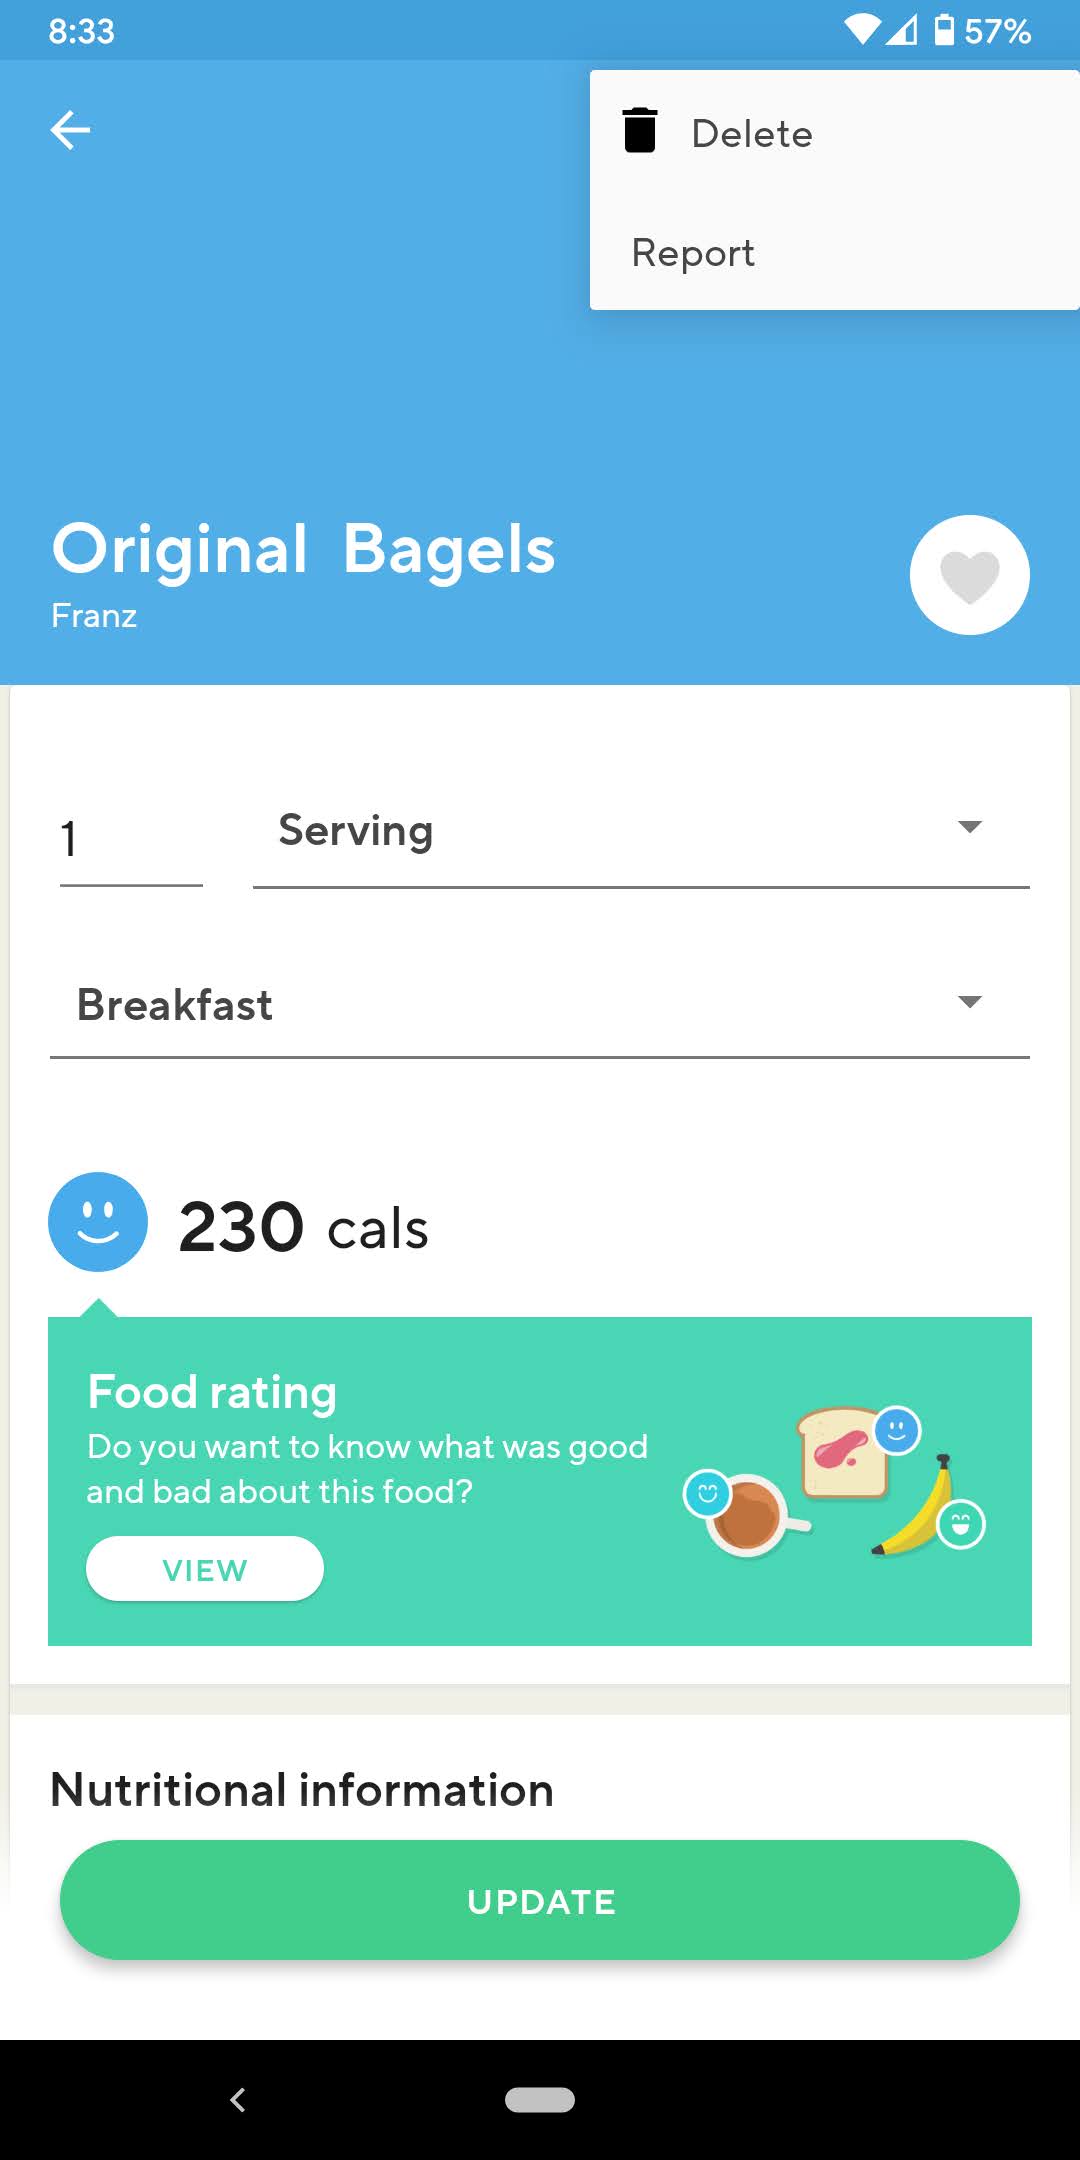 8:33
57%
Delete
Report
Original Bagels
Franz
1
Serving
Breakfast
230 cals
Food rating
Do you want to know what was good
and bad about this food?
VIEW
Nutritional information
UPDATE